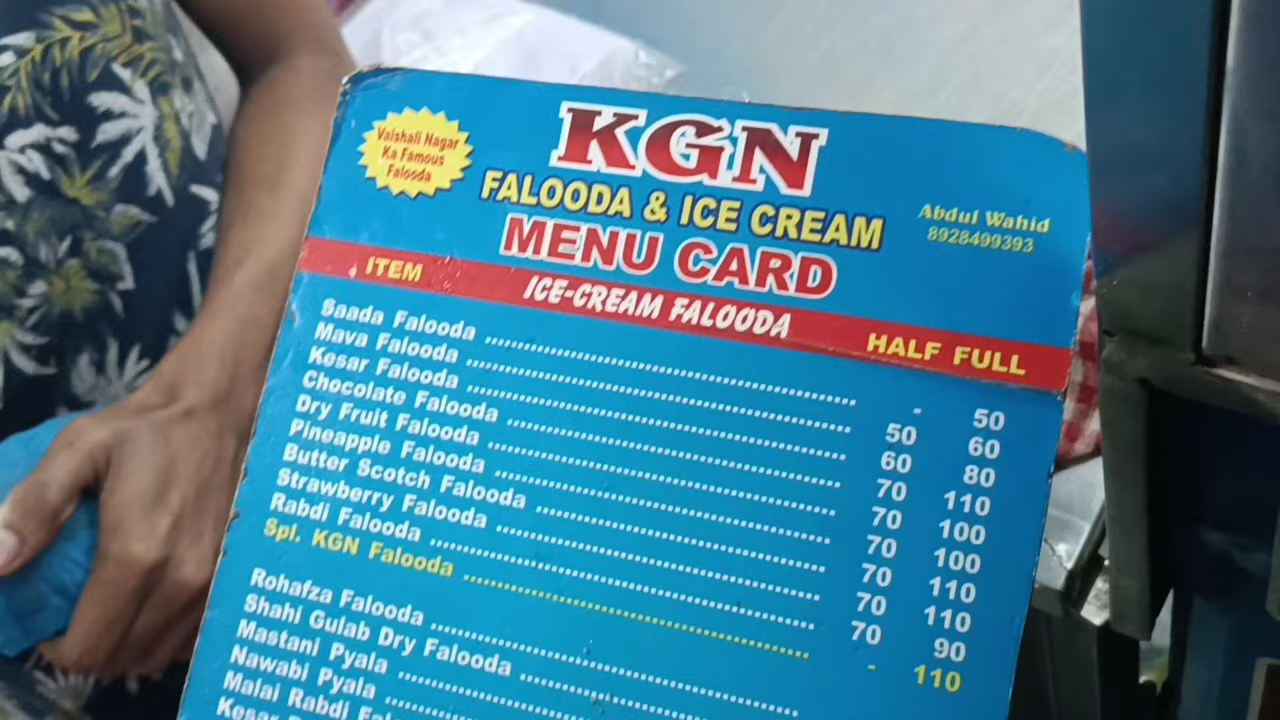 Vaishali Nagar
Ka Famous
Falooda
KGN
FALOODA & ICE CREAM
MENU CARD
Abdul Wahid
8928499393
ITEM ICE-CREAM FALOODA HALF FULL
Saada Falooda - 50
Mava Falooda 50 60
Kesar Falooda 60 80
Chocolate Falooda 70 110
Dry Fruit Falooda 70 100
Pineapple Falooda 70 100
Butter Scotch Falooda 70 110
Strawberry Falooda 70 110
Rabdi Falooda 70 90
Spl. KGN Falooda - 110
Rohafza Falooda
Shahi Gulab Dry Falooda
Mastani Pyala
Nawabi Pyala
Malai Rabdi
Kesar